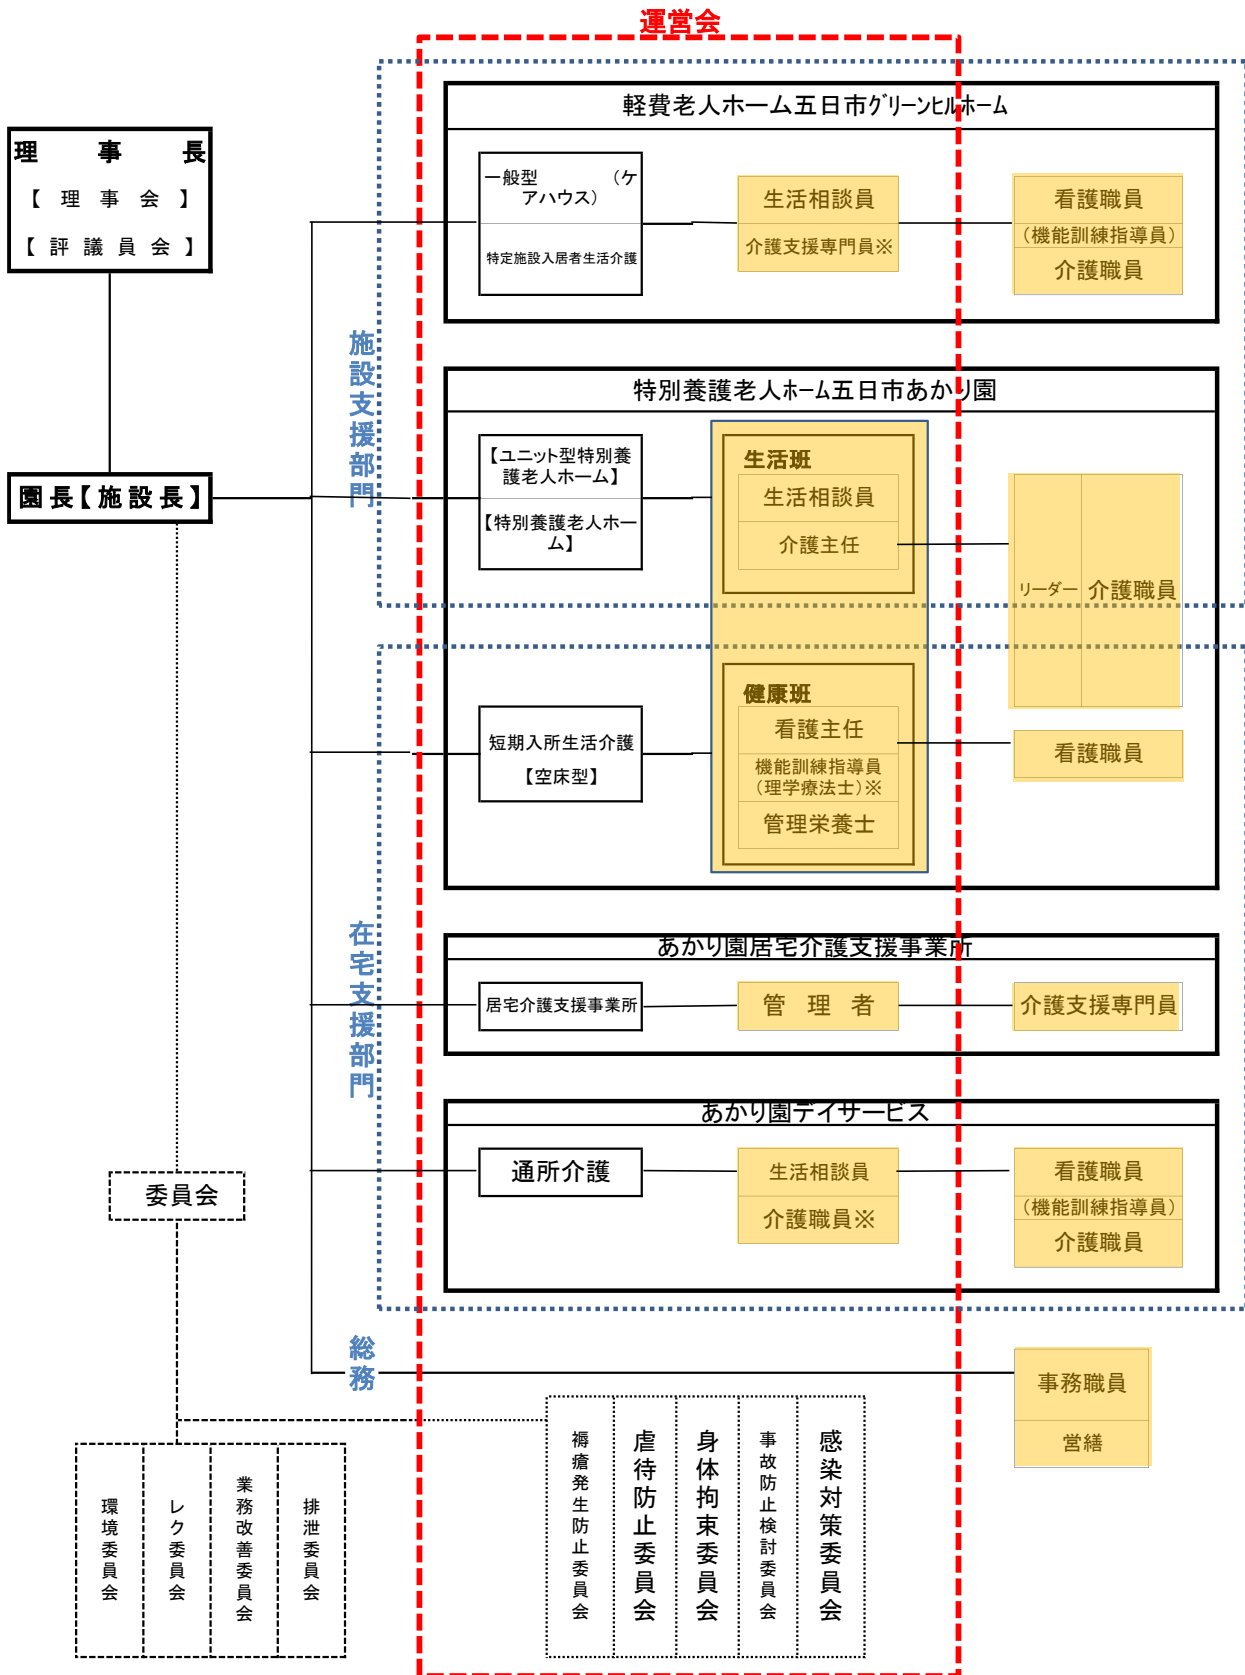 運営会
理事長
【理事会】
【評議員会】
園長【施設長】
施設支援部門
軽費老人ホーム五日市グリーンヒルホーム
一般型 （ケ
アハウス）
特定施設入居者生活介護
生活相談員
介護支援専門員※
看護職員
（機能訓練指導員）
介護職員
特別養護老人ホーム五日市あかり園
【ユニット型特別養
護老人ホーム】
【特別養護老人ホー
ム】
生活班
生活相談員
介護主任
リーダー
介護職員
在宅支援部門
短期入所生活介護
【空床型】
健康班
看護主任
機能訓練指導員
（理学療法士）※
管理栄養士
看護職員
あかり園居宅介護支援事業所
居宅介護支援事業所
管理者
介護支援専門員
あかり園デイサービス
通所介護
生活相談員
介護職員※
看護職員
（機能訓練指導員）
介護職員
総務
事務職員
営繕
委員会
環境委員会
レク委員会
業務改善委員会
排泄委員会
褥瘡発生防止委員会
虐待防止委員会
身体拘束委員会
事故防止検討委員会
感染対策委員会